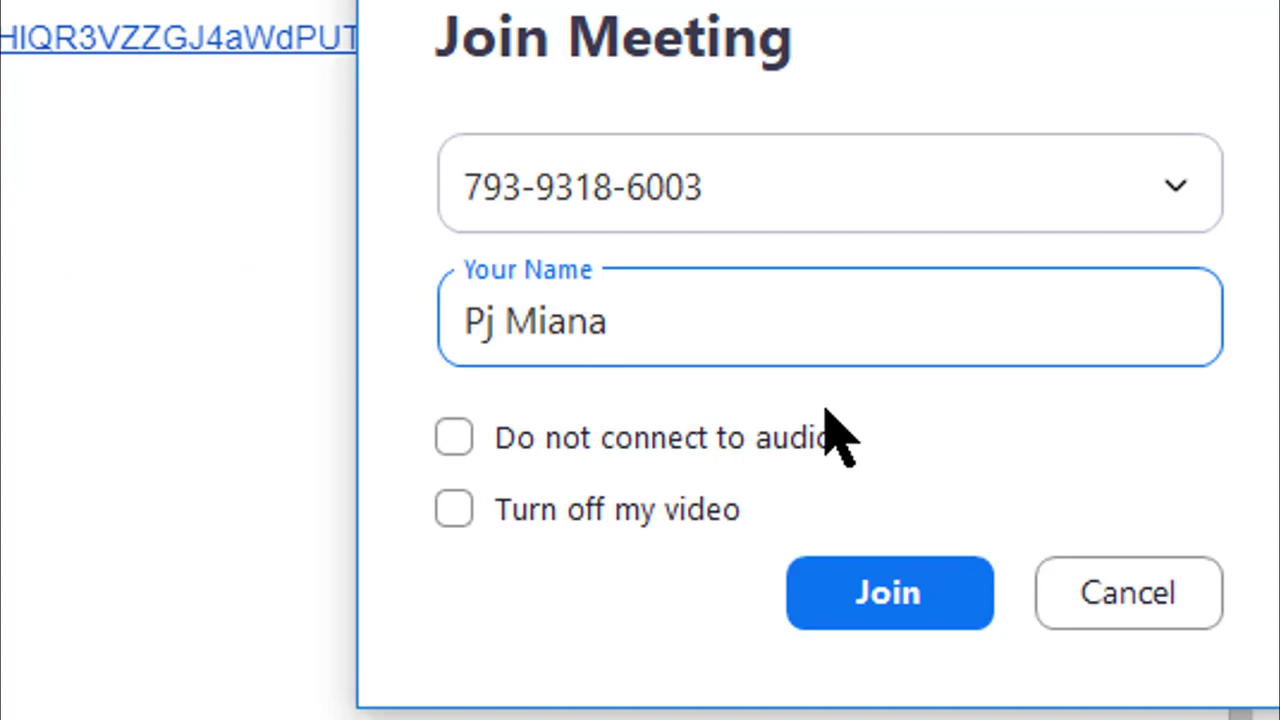 HIQR3VZZGJ4aWdPUT
Join Meeting
793-9318-6003
Your Name
Pj Miana
Do not connect to audio
Turn off my video
Join
Cancel